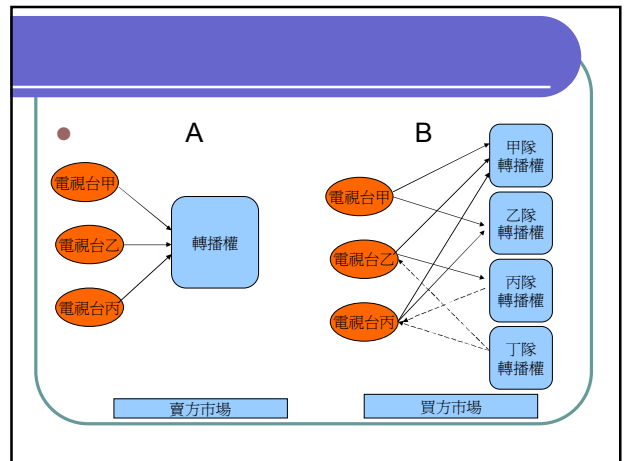 A
電視台甲
電視台乙
電視台丙
轉播權
賣方市場
B
電視台甲
電視台乙
電視台丙
甲隊
轉播權
乙隊
轉播權
丙隊
轉播權
丁隊
轉播權
買方市場